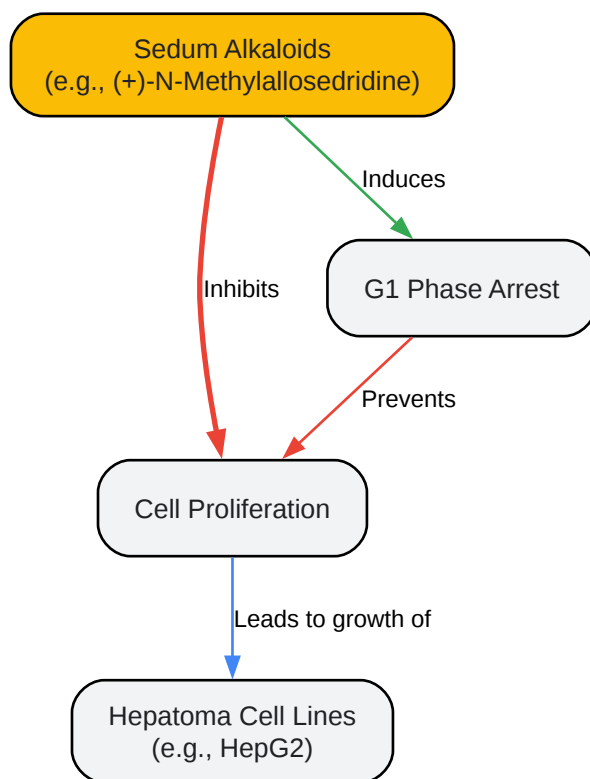 Sedum Alkaloids
(e.g., (+)-N-Methylallosedridine)
Induces
Inhibits
G1 Phase Arrest
Prevents
Cell Proliferation
Leads to growth of
Hepatoma Cell Lines
(e.g., HepG2)